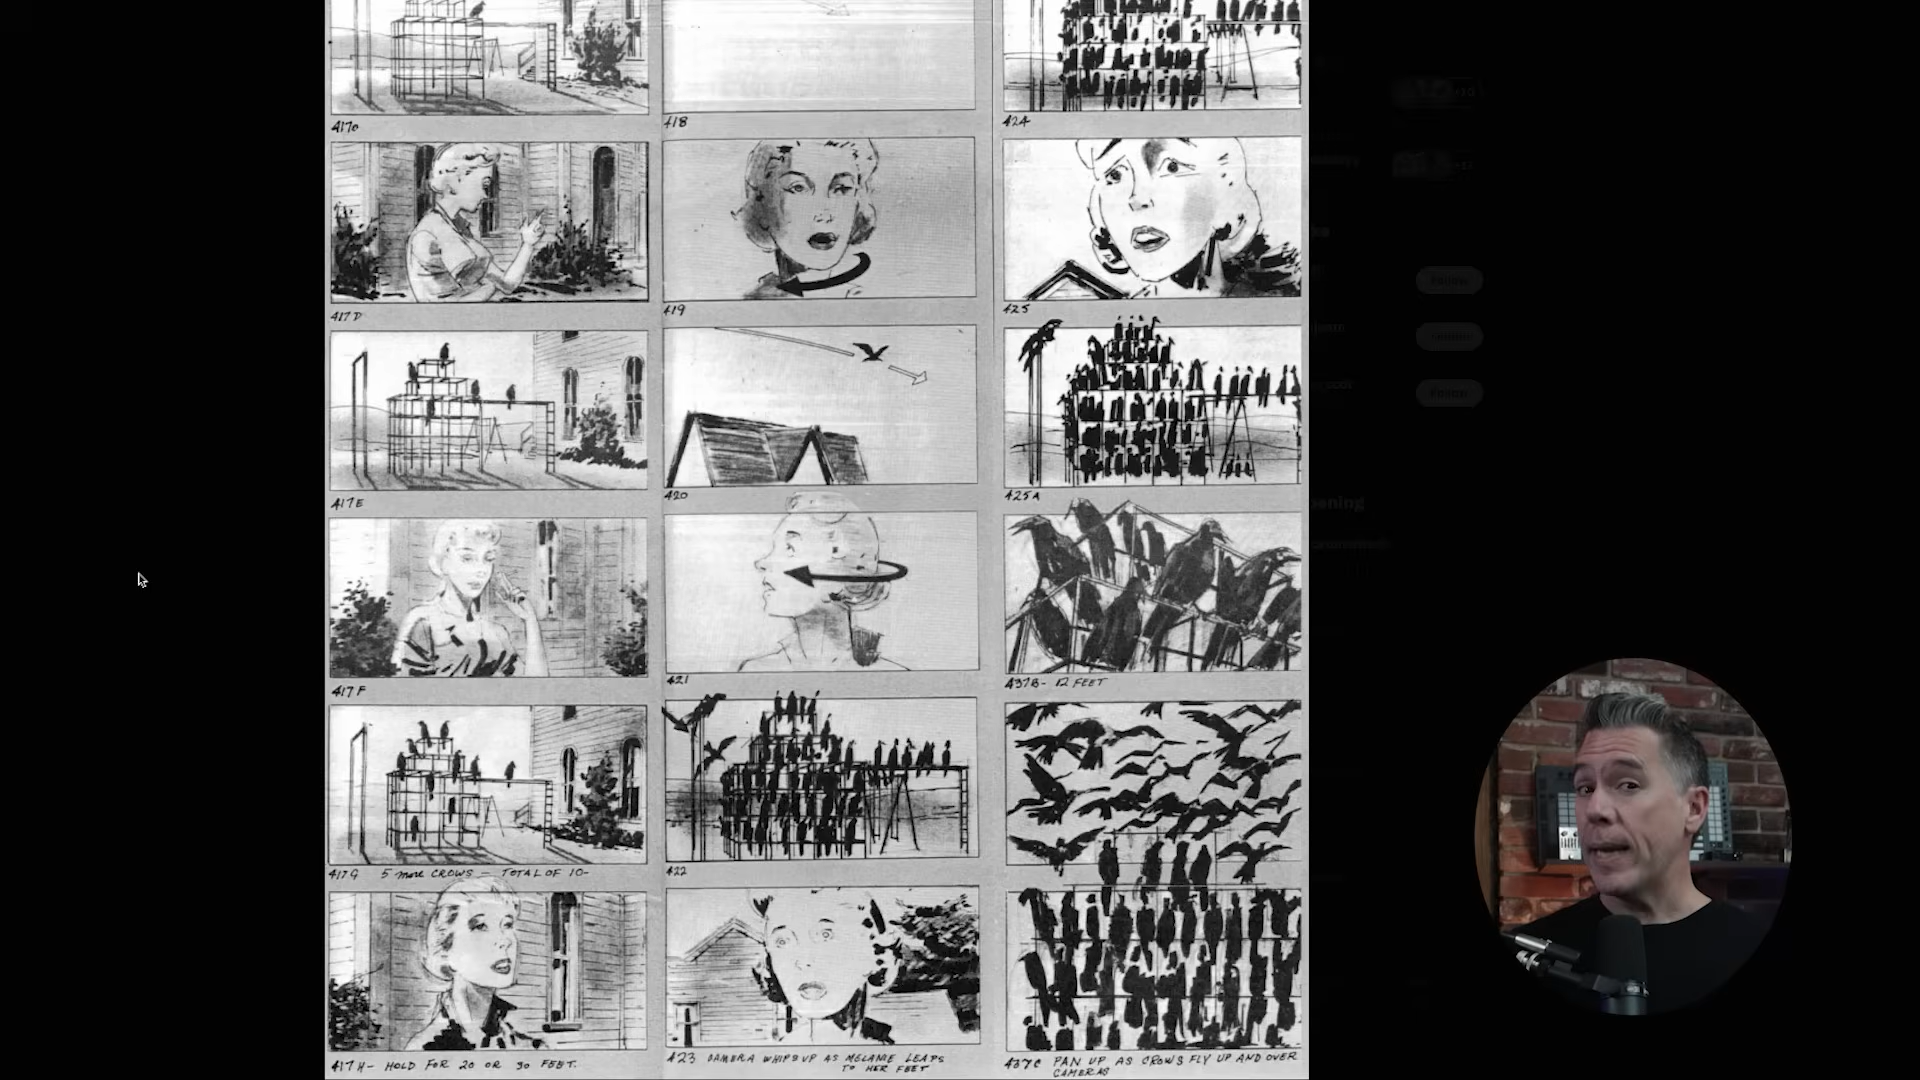 417C
418
424
417D
419
425
417E
420
425A
417F
421
437B - 12 FEET
417G 5 more CROWS — TOTAL OF 10-
422
417H - HOLD FOR 20 OR 30 FEET.
423 CAMERA WHIPS UP AS MELANIE LEAPS
TO HER FEET
437C PAN UP AS CROWS FLY UP AND OVER
CAMERAS